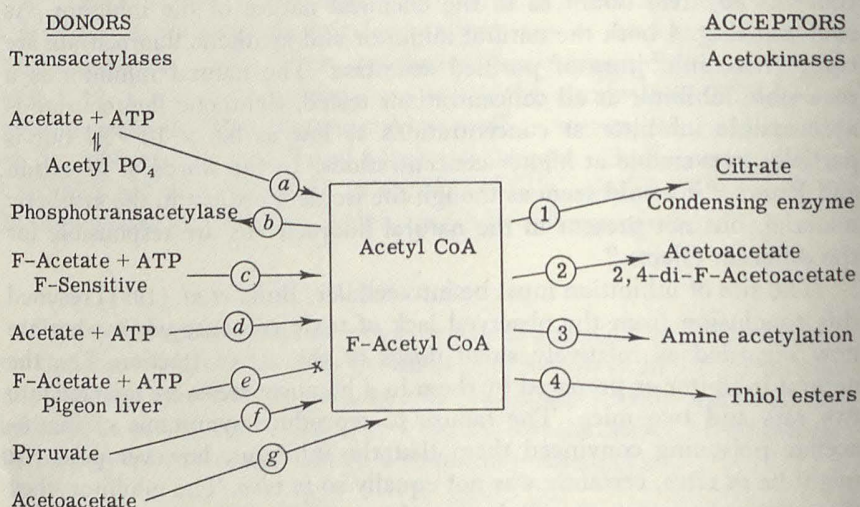 DONORS
Transacetylases
Acetate + ATP
⇅
Acetyl PO4
Phosphotransacetylase
F-Acetate + ATP
F-Sensitive
Acetate + ATP
F-Acetate + ATP
Pigeon liver
Pyruvate
Acetoacetate
a
b
c
d
e
x
f
g
Acetyl CoA
F-Acetyl CoA
ACCEPTORS
Acetokinases
1
Citrate
Condensing enzyme
2
Acetoacetate
2,4-di-F-Acetoacetate
3
Amine acetylation
4
Thiol esters